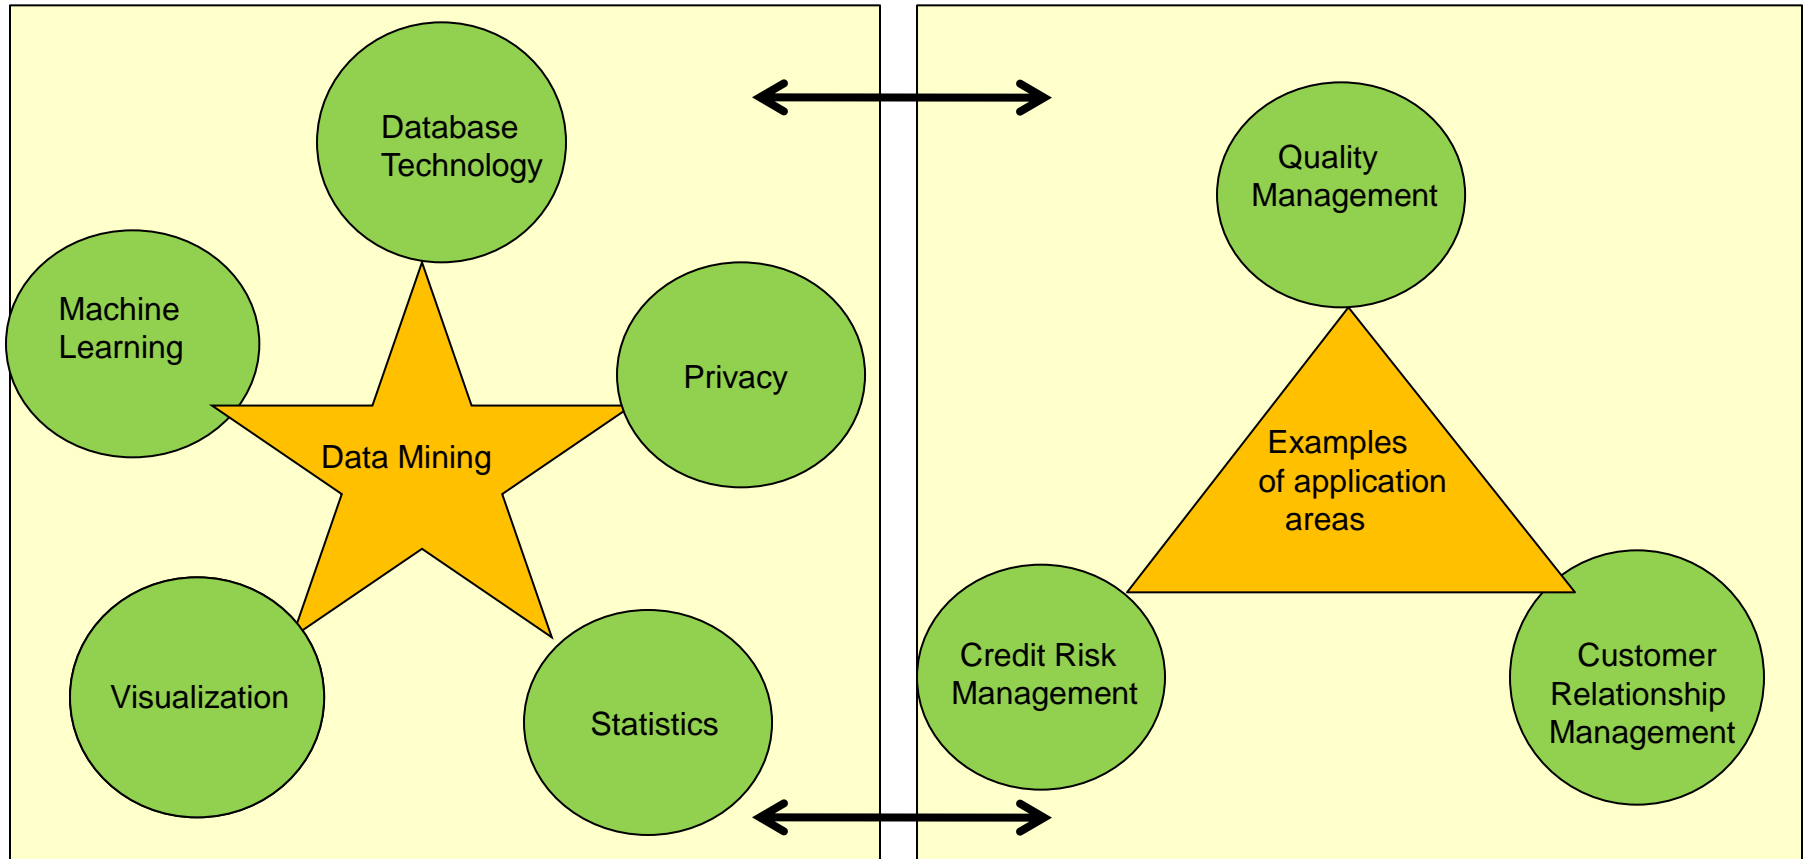 Database
Technology
Machine
Learning
Privacy
Data Mining
Visualization
Statistics
Quality
Management
Examples
of application
areas
Credit Risk
Management
Customer
Relationship
Management